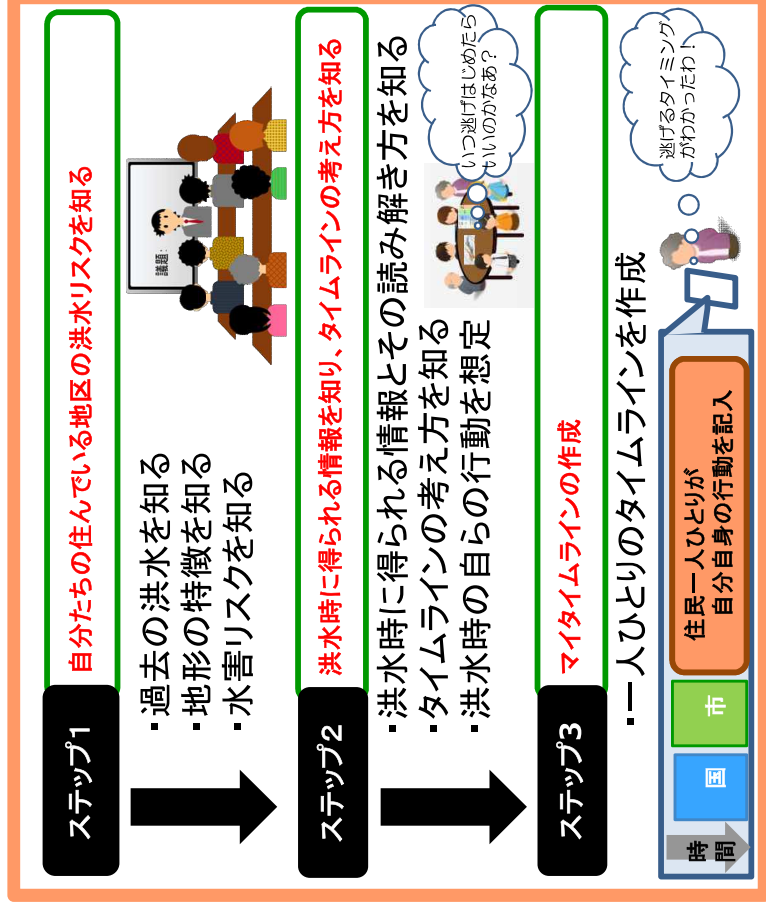 ステップ1
自分たちの住んでいる地区の洪水リスクを知る
・過去の洪水を知る
・地形の特徴を知る
・水害リスクを知る
議題:
ステップ2
洪水時に得られる情報を知り、タイムラインの考え方を知る
・洪水時に得られる情報とその読み解き方を知る
・タイムラインの考え方を知る
・洪水時の自らの行動を想定
いつ逃げはじめたら
いいのかなぁ？
ステップ3
マイタイムラインの作成
・一人ひとりのタイムラインを作成
時間
国
市
住民一人ひとりが
自分自身の行動を記入
逃げるタイミング
がわかったわ！